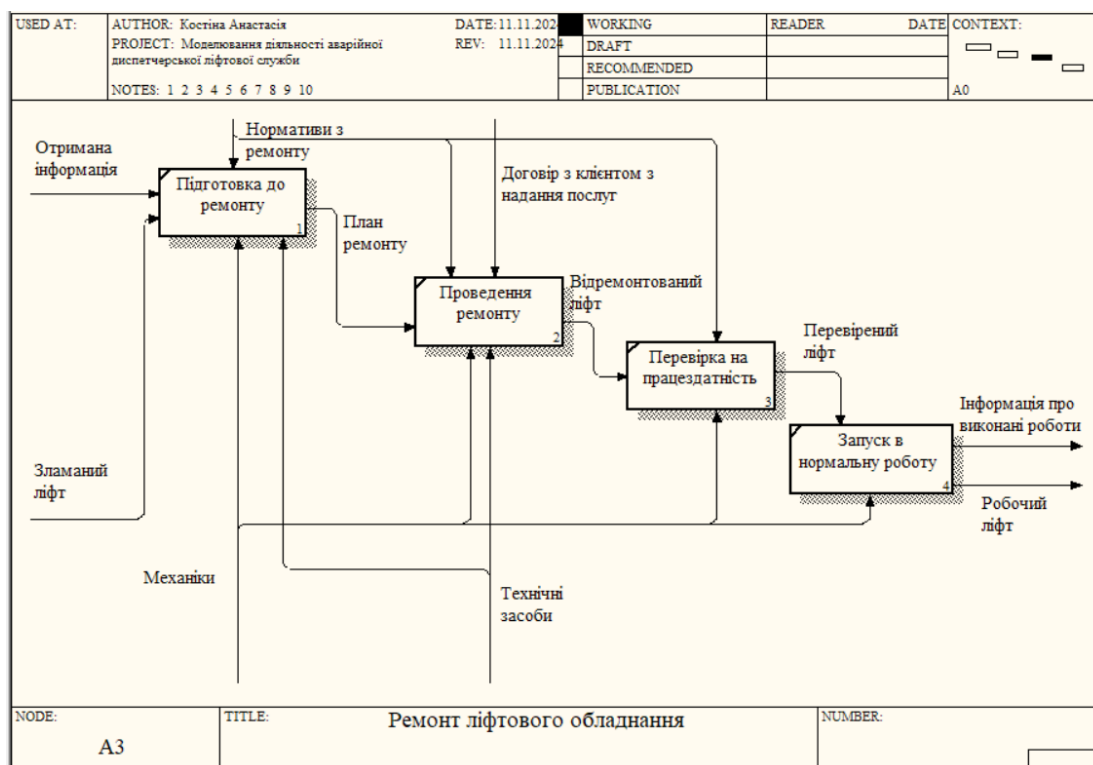 USED AT:
AUTHOR: Костіна Анастасія
DATE: 11.11.202
PROJECT: Моделювання діяльності аварійної
диспетчерської ліфтової служби
REV: 11.11.2024
NOTES: 1 2 3 4 5 6 7 8 9 10
WORKING
DRAFT
RECOMMENDED
PUBLICATION
READER
DATE
CONTEXT:
A0
Отримана
інформація
Нормативи з
ремонту
Договір з клієнтом з
надання послуг
Підготовка до
ремонту
1
План
ремонту
Проведення
ремонту
2
Відремонтований
ліфт
Перевірка на
працездатність
3
Перевірений
ліфт
Запуск в
нормальну роботу
4
Інформація про
виконані роботи
Робочий
ліфт
Зламаний
ліфт
Механіки
Технічні
засоби
NODE:
A3
TITLE:
Ремонт ліфтового обладнання
NUMBER: